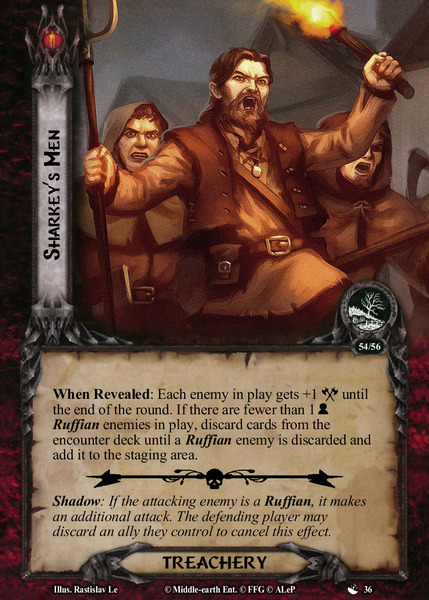 SHARKEY'S MEN
54/56
When Revealed: Each enemy in play gets +1 until
the end of the round. If there are fewer than 1
Ruffian enemies in play, discard cards from the
encounter deck until a Ruffian enemy is discarded and
add it to the staging area.
Shadow: If the attacking enemy is a Ruffian, it makes
an additional attack. The defending player may
discard an ally they control to cancel this effect.
TREACHERY
Illus. Rastislav Le © Middle-earth Ent. © FFG © ALeP 36